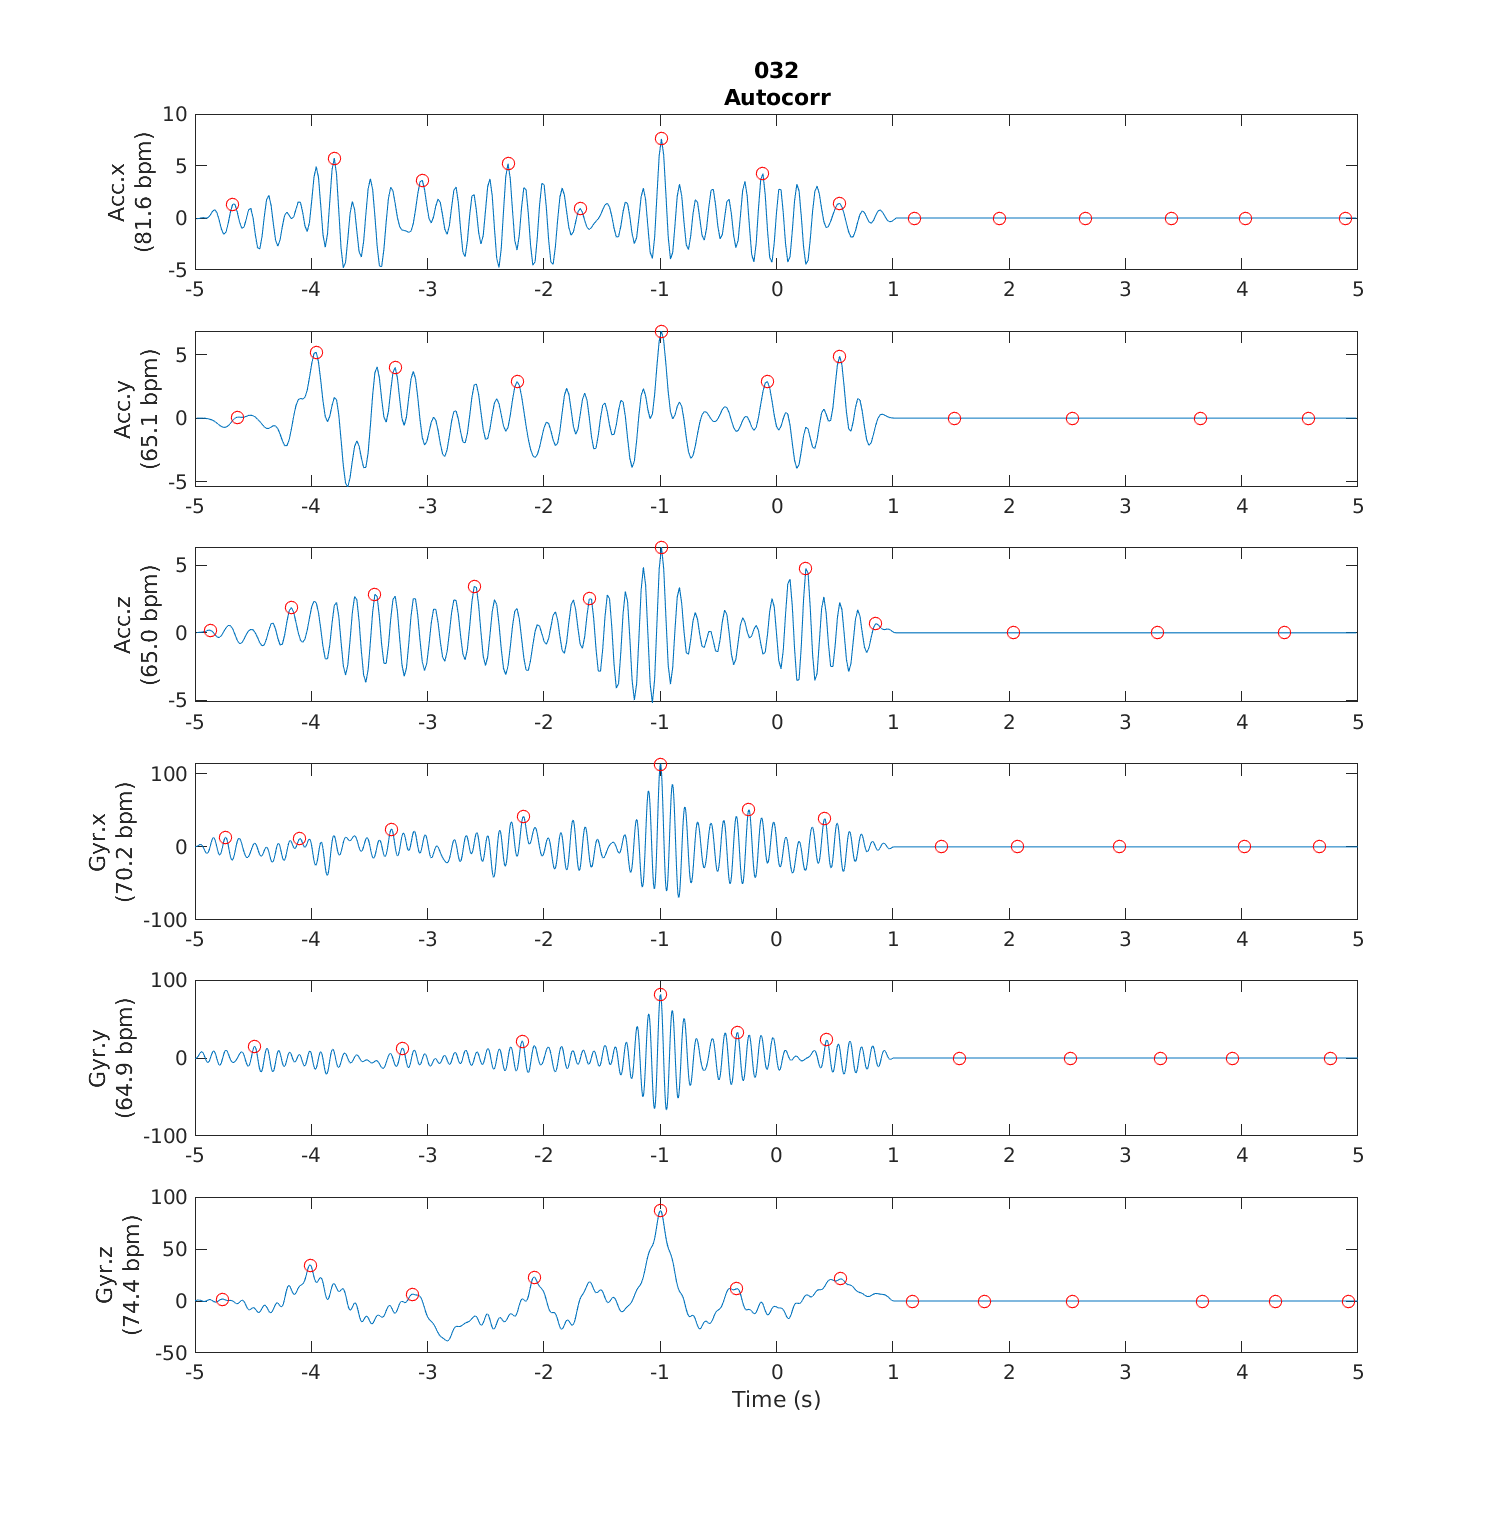 032
Autocorr
10
5
0
-5
-5 -4 -3 -2 -1 0 1 2 3 4 5
Acc.x
(81.6 bpm)
5
0
-5
-5 -4 -3 -2 -1 0 1 2 3 4 5
Acc.y
(65.1 bpm)
5
0
-5
-5 -4 -3 -2 -1 0 1 2 3 4 5
Acc.z
(65.0 bpm)
100
0
-100
-5 -4 -3 -2 -1 0 1 2 3 4 5
Gyr.x
(70.2 bpm)
100
0
-100
-5 -4 -3 -2 -1 0 1 2 3 4 5
Gyr.y
(64.9 bpm)
100
50
0
-50
-5 -4 -3 -2 -1 0 1 2 3 4 5
Gyr.z
(74.4 bpm)
Time (s)